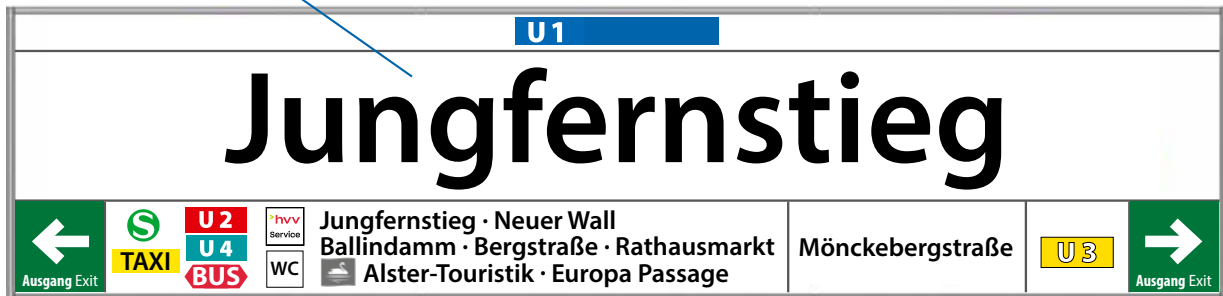 U1
Jungfernstieg
Ausgang Exit
S
TAXI
U2
U4
BUS
hvv
Service
WC
Jungfernstieg · Neuer Wall
Ballindamm · Bergstraße · Rathausmarkt
Alster-Touristik · Europa Passage
Mönckebergstraße
U3
Ausgang Exit